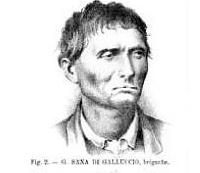 Fig. 2. — G. SANA DI GALLUCCIO, brigante.